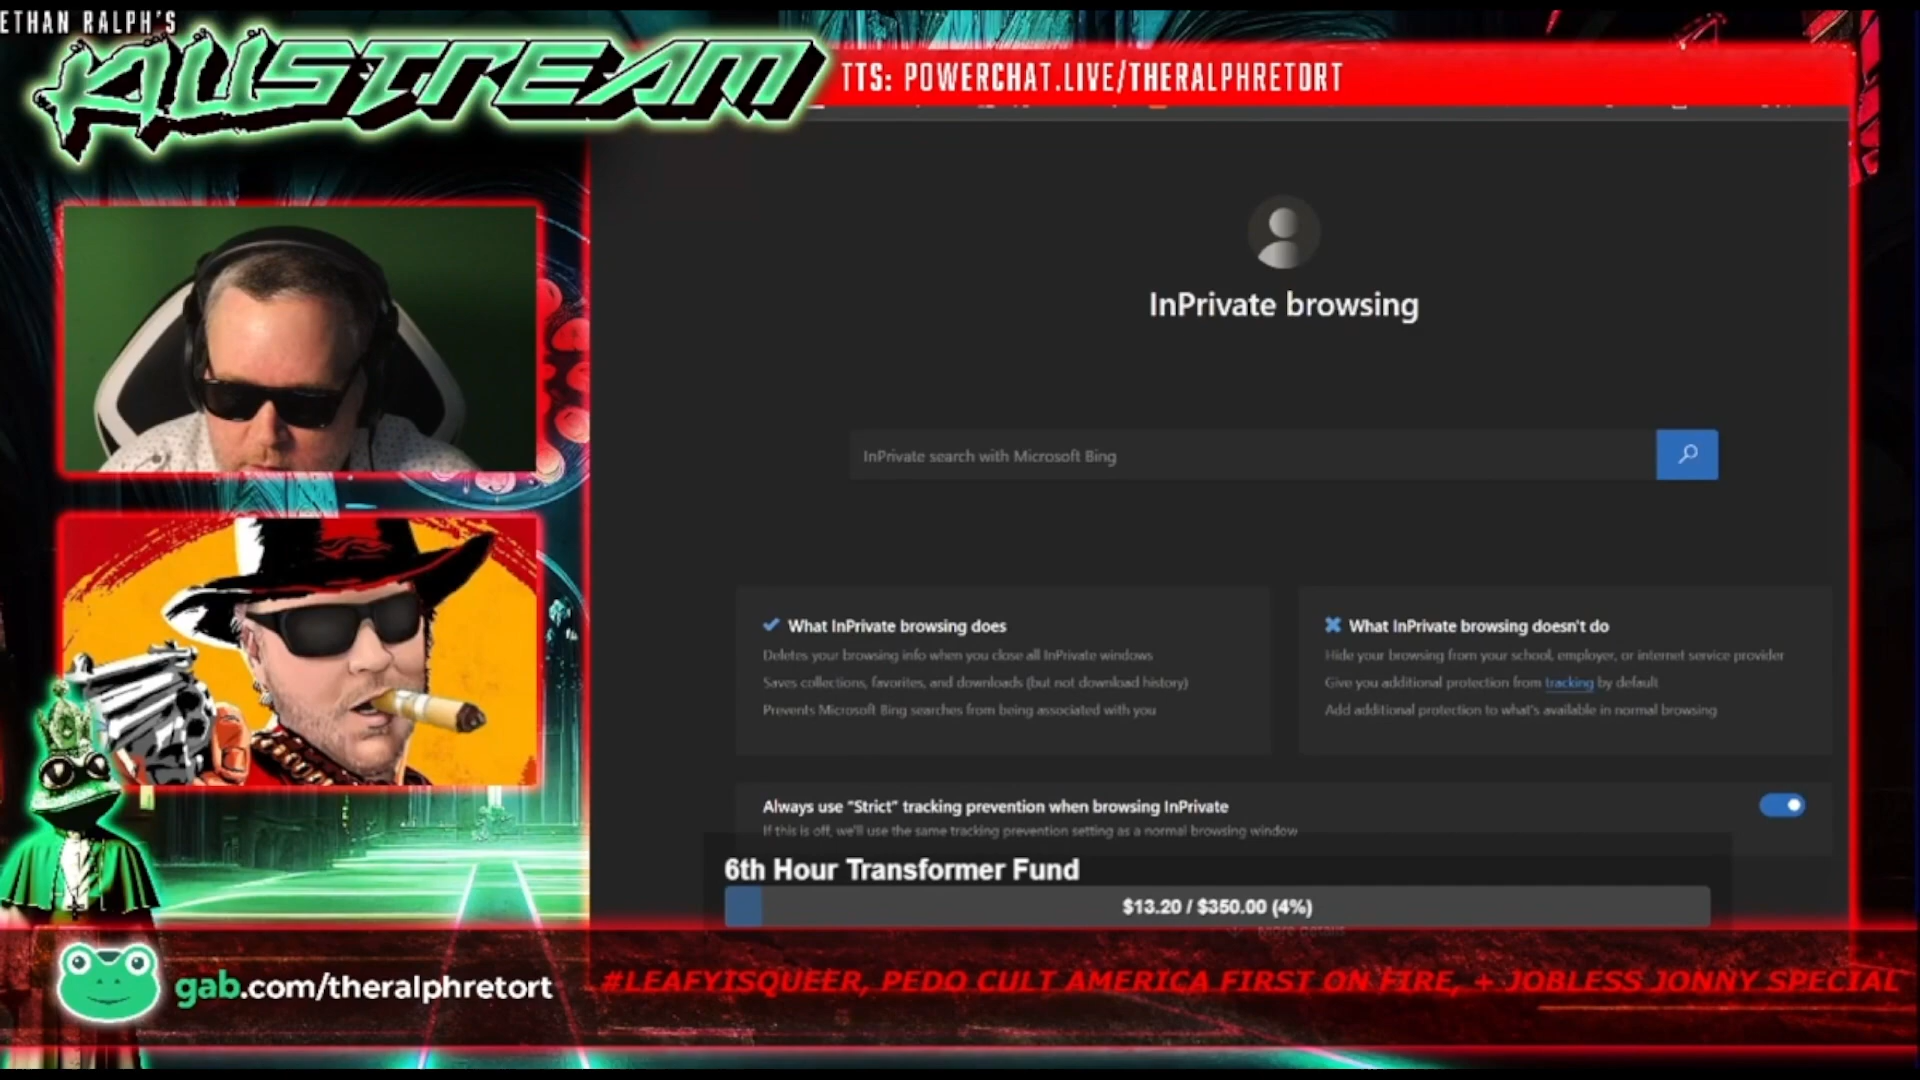 ETHAN RALPH'S
KILLSTREAM
TTS: POWERCHAT.LIVE/THERALPHRETORT
InPrivate browsing
InPrivate search with Microsoft Bing
What InPrivate browsing does
Deletes your browsing info when you close all InPrivate windows
Saves collections, favorites, and downloads (but not download history)
Prevents Microsoft Bing searches from being associated with you
What InPrivate browsing doesn't do
Hide your browsing from your school, employer, or internet service provider
Give you additional protection from tracking by default
Add additional protection to what's available in normal browsing
Always use "Strict" tracking prevention when browsing InPrivate
If this is off, we'll use the same tracking prevention setting as a normal browsing window
6th Hour Transformer Fund
$13.20 / $350.00 (4%)
More details
gab.com/theralphretort
#LEAFYISQUEER, PEDO CULT AMERICA FIRST ON FIRE, + JOBLESS JONNY SPECIAL